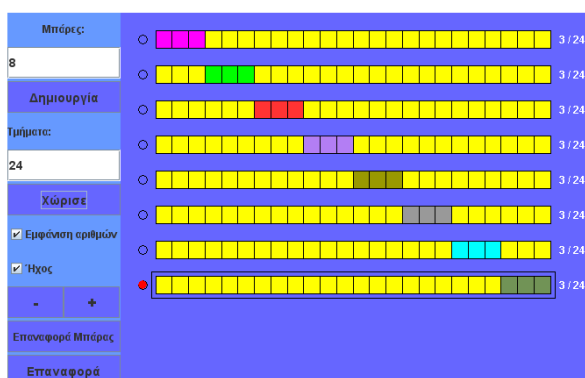 Μπάρες:
8
Δημιουργία
Τμήματα:
24
Χώρισε
Εμφάνιση αριθμών
Ήχος
- +
Επαναφορά Μπάρας
Επαναφορά
3 / 24
3 / 24
3 / 24
3 / 24
3 / 24
3 / 24
3 / 24
3 / 24